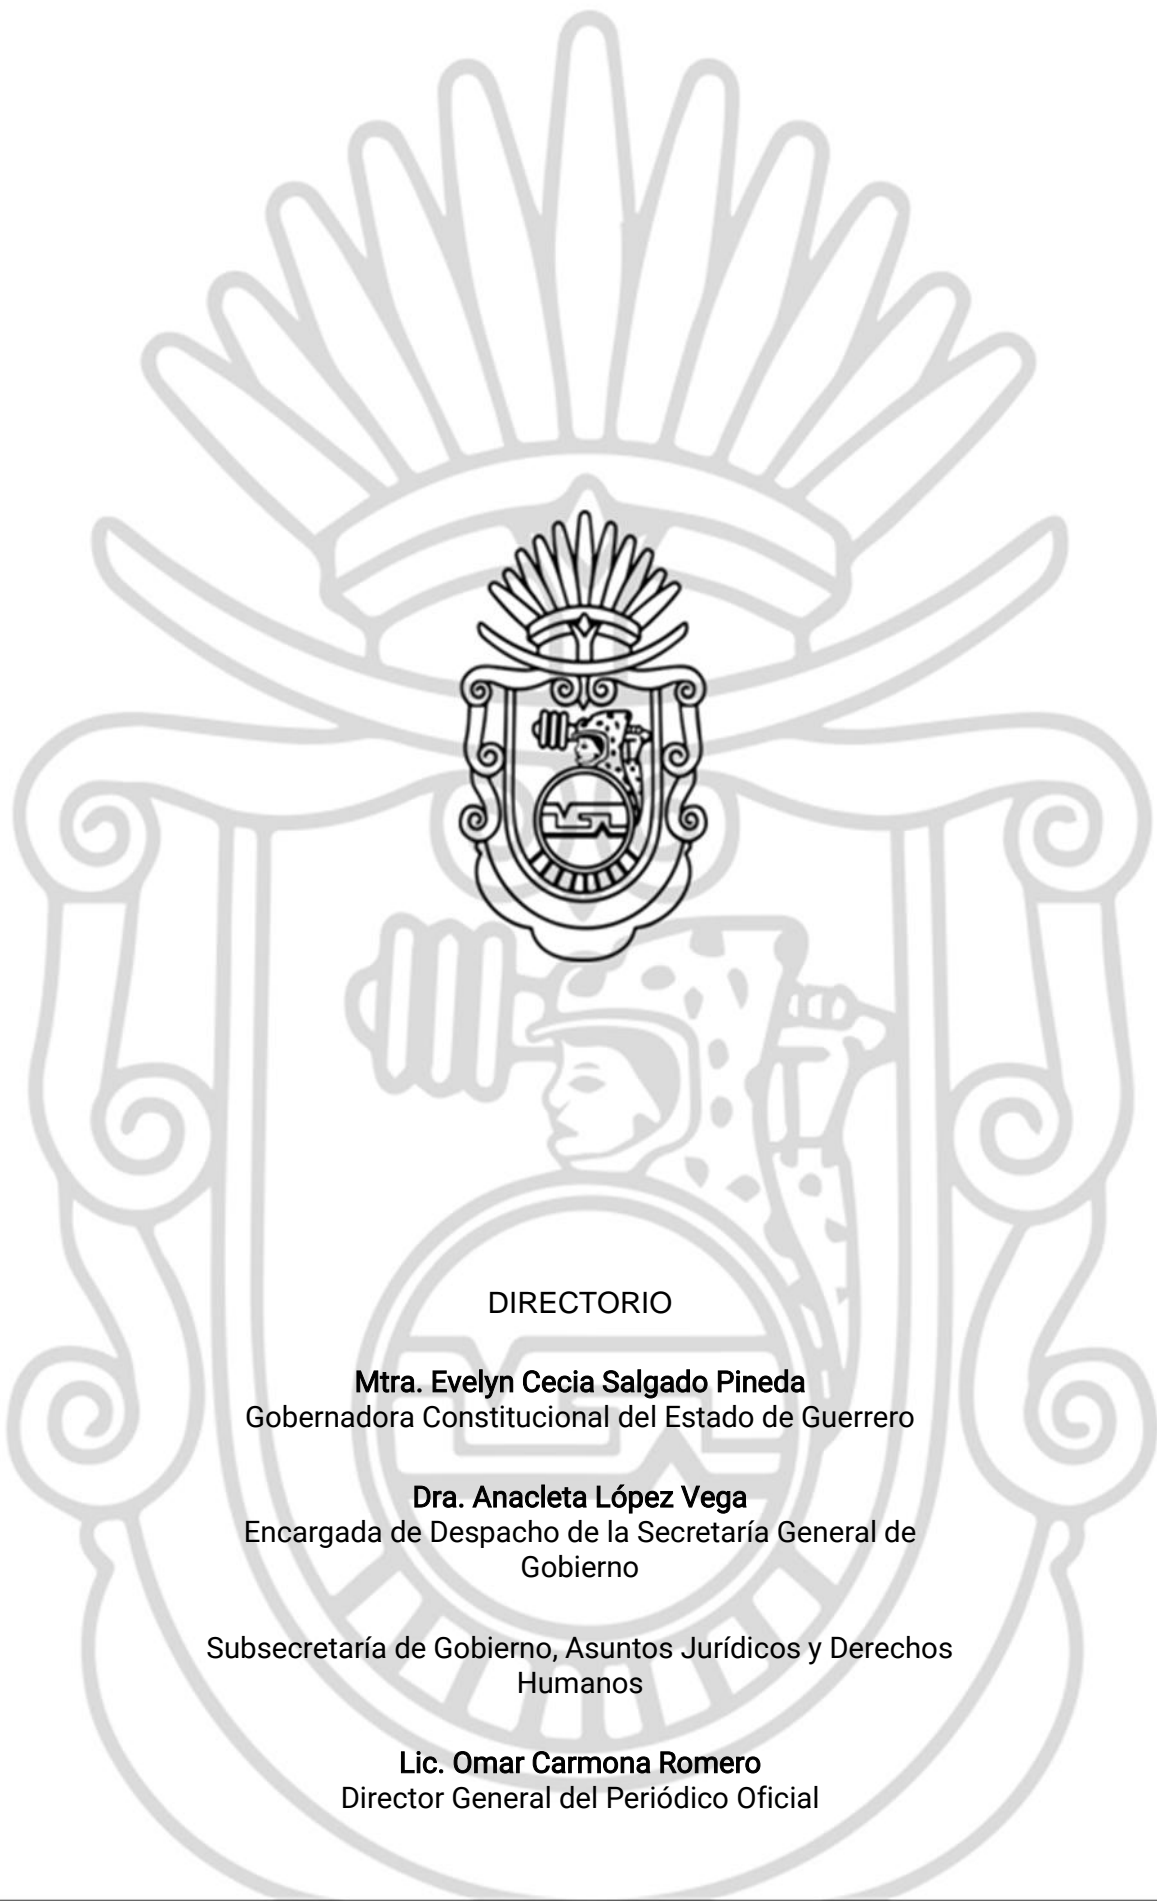 DIRECTORIO
Mtra. Evelyn Cecia Salgado Pineda
Gobernadora Constitucional del Estado de Guerrero
Dra. Anacleta López Vega
Encargada de Despacho de la Secretaría General de
Gobierno
Subsecretaría de Gobierno, Asuntos Jurídicos y Derechos
Humanos
Lic. Omar Carmona Romero
Director General del Periódico Oficial